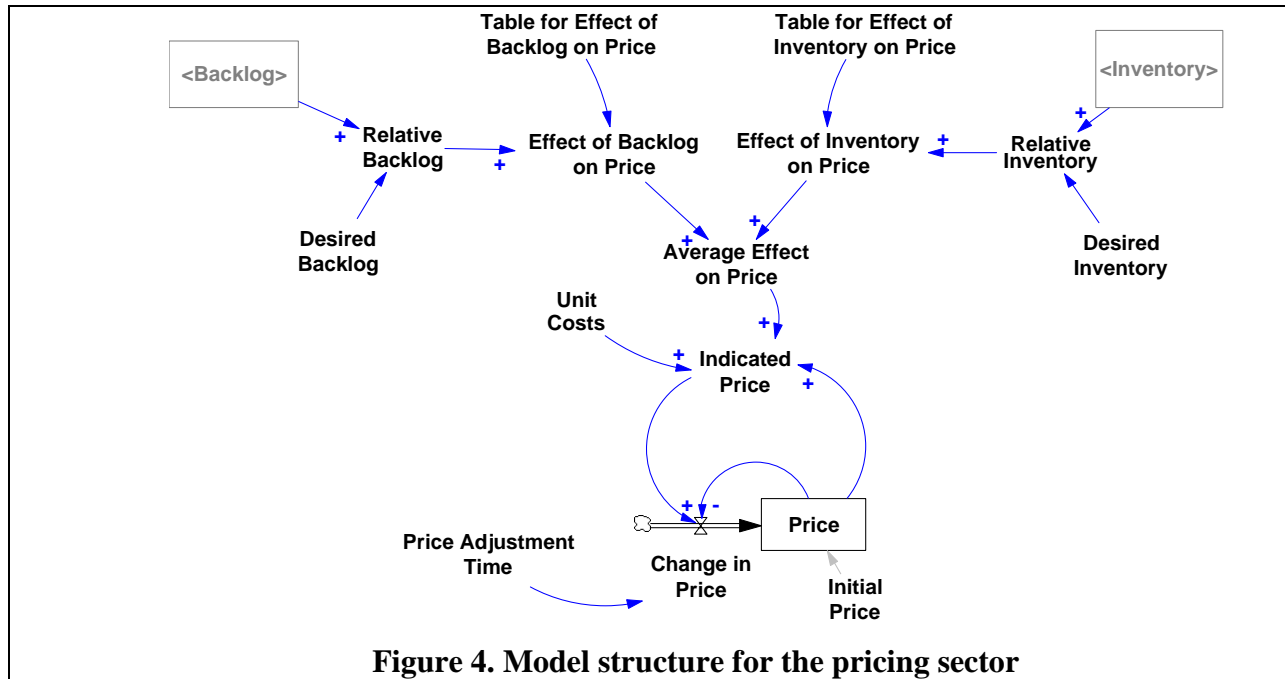 Table for Effect of
Backlog on Price
Table for Effect of
Inventory on Price
<Backlog>
<Inventory>
+
Relative
Backlog
+
Effect of Backlog
on Price
Effect of Inventory
on Price
+
+
Relative
Inventory
Desired
Backlog
+
+
Average Effect
on Price
Desired
Inventory
Unit
Costs
+
+
Indicated
Price
+
+ -
Price
Price Adjustment
Time
Change in
Price
Initial
Price
Figure 4. Model structure for the pricing sector